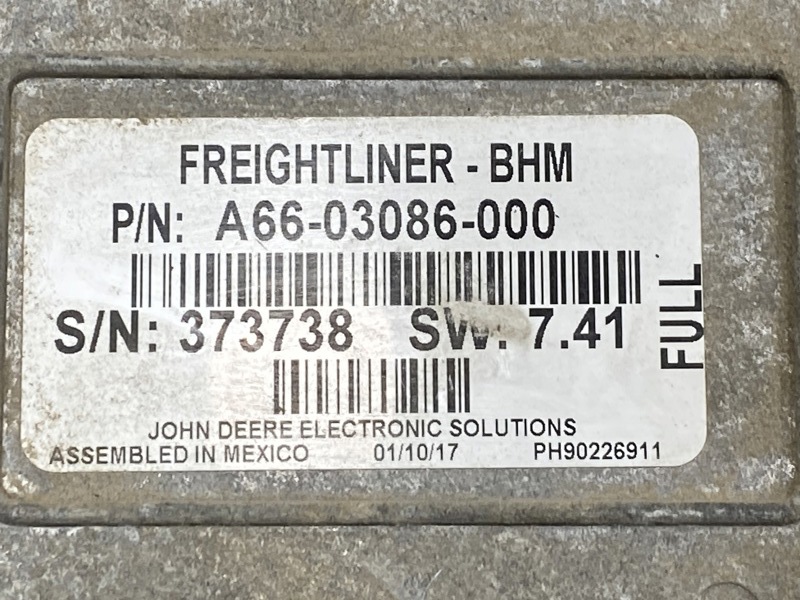 FREIGHTLINER - BHM
P/N: A66-03086-000
S/N: 373738 SW: 7.41
FULL
JOHN DEERE ELECTRONIC SOLUTIONS
ASSEMBLED IN MEXICO 01/10/17 PH90226911